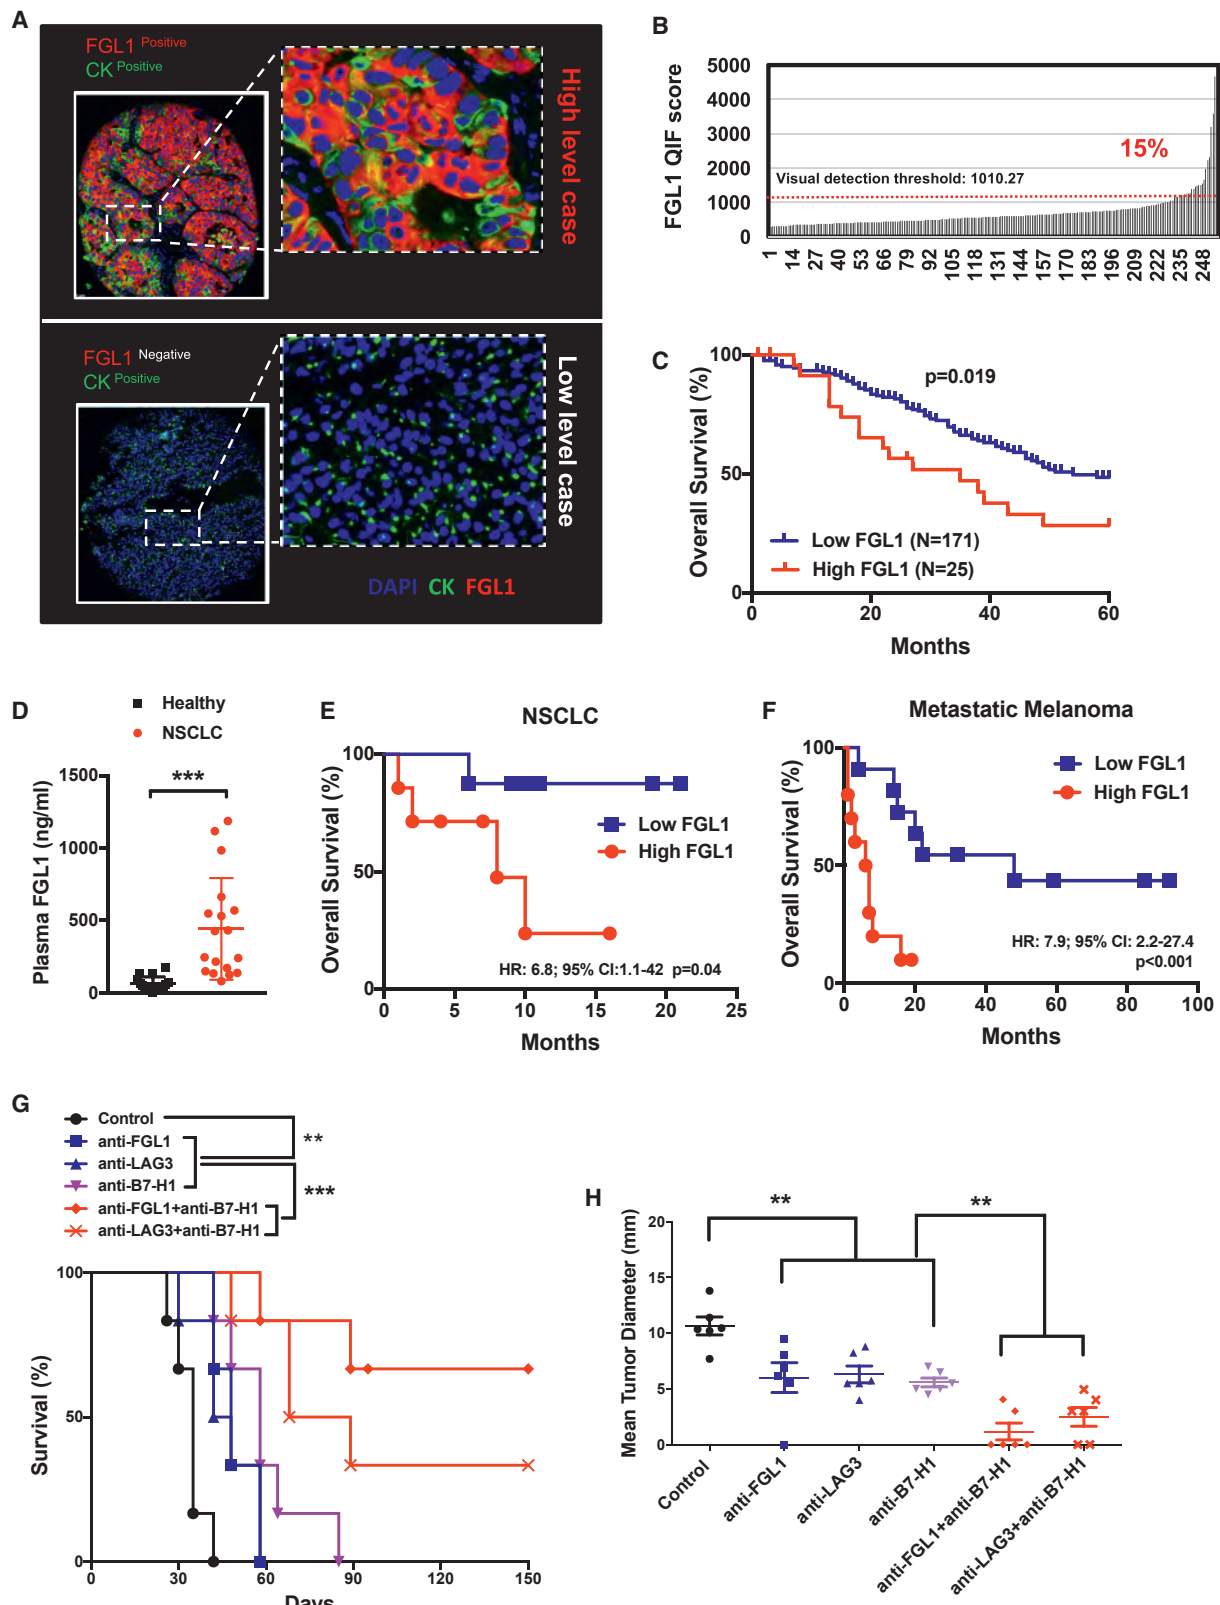 A
FGL1 Positive
CK Positive
High level case
FGL1 Negative
CK Positive
Low level case
DAPI CK FGL1
B
FGL1 QIF score
5000
4000
3000
2000
1000
0
15%
Visual detection threshold: 1010.27
1 14 27 40 53 66 79 92 105 118 131 144 157 170 183 196 209 222 235 248
C
Overall Survival (%)
100
50
0
p=0.019
Low FGL1 (N=171)
High FGL1 (N=25)
0 20 40 60
Months
D
Healthy
NSCLC
Plasma FGL1 (ng/ml)
1500
1000
500
0
***
E
NSCLC
Overall Survival (%)
100
50
0
Low FGL1
High FGL1
HR: 6.8; 95% CI:1.1-42 p=0.04
0 5 10 15 20 25
Months
F
Metastatic Melanoma
Overall Survival (%)
100
50
0
Low FGL1
High FGL1
HR: 7.9; 95% CI: 2.2-27.4
p<0.001
0 20 40 60 80 100
Months
G
Control
anti-FGL1
anti-LAG3
anti-B7-H1
anti-FGL1+anti-B7-H1
anti-LAG3+anti-B7-H1
**
***
Survival (%)
100
50
0
0 30 60 90 120 150
Days
H
Mean Tumor Diameter (mm)
20
15
10
5
0
**
**
Control
anti-FGL1
anti-LAG3
anti-B7-H1
anti-FGL1+anti-B7-H1
anti-LAG3+anti-B7-H1